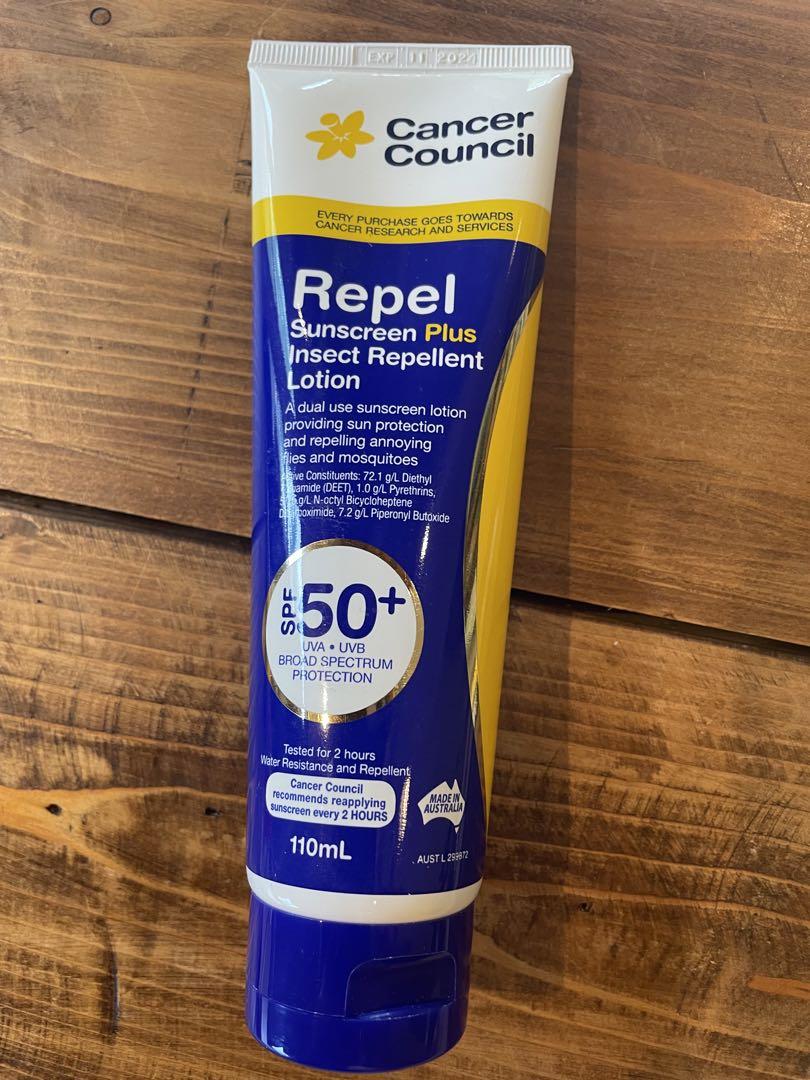 EXP 11 2024
Cancer
Council
EVERY PURCHASE GOES TOWARDS
CANCER RESEARCH AND SERVICES
Repel
Sunscreen Plus
Insect Repellent
Lotion
A dual use sunscreen lotion
providing sun protection
and repelling annoying
flies and mosquitoes
Constituents: 72.1 g/L Diethyl
(DEET), 1.0 g/L Pyrethrins,
g/L N-octyl Bicycloheptene
7.2 g/L Piperonyl Butoxide
SPF 50+
UVA • UVB
BROAD SPECTRUM
PROTECTION
Tested for 2 hours
Water Resistance and Repellent
Cancer Council
recommends reapplying
sunscreen every 2 HOURS
MADE IN
AUSTRALIA
110mL
AUST L